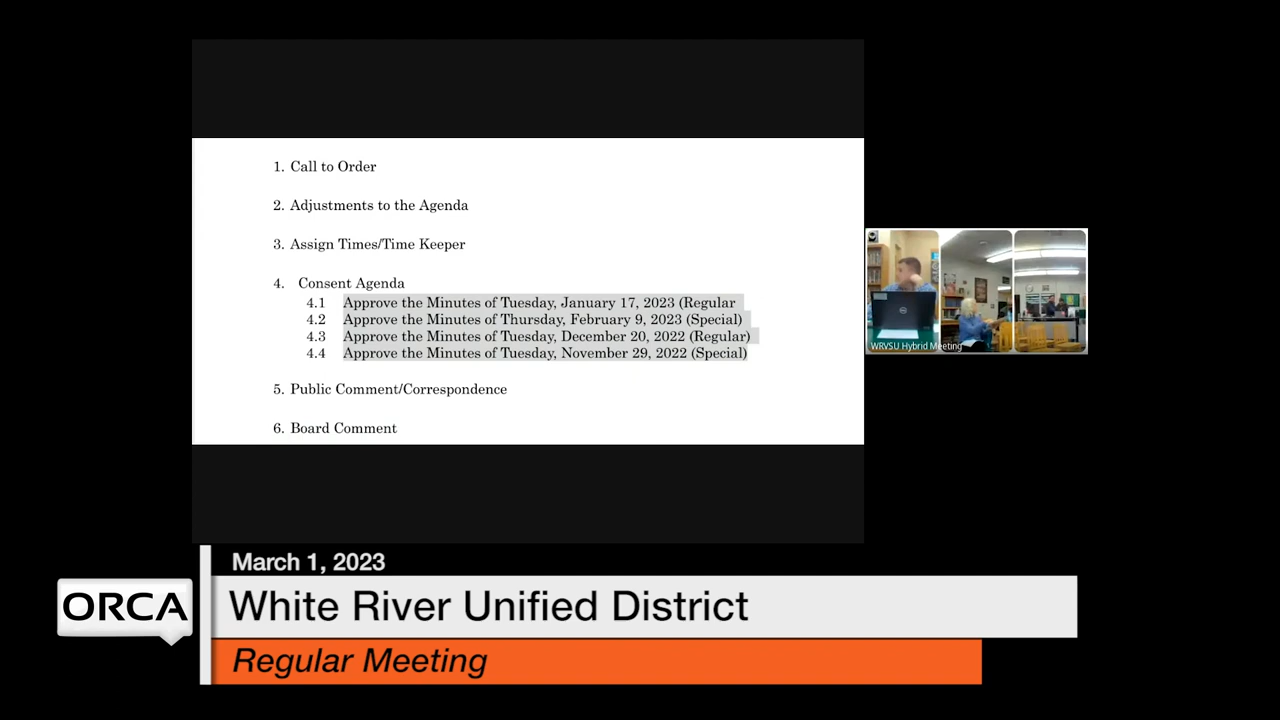 1. Call to Order
2. Adjustments to the Agenda
3. Assign Times/Time Keeper
4. Consent Agenda
4.1 Approve the Minutes of Tuesday, January 17, 2023 (Regular
4.2 Approve the Minutes of Thursday, February 9, 2023 (Special)
4.3 Approve the Minutes of Tuesday, December 20, 2022 (Regular)
4.4 Approve the Minutes of Tuesday, November 29, 2022 (Special)
5. Public Comment/Correspondence
6. Board Comment
WRVSU Hybrid Meeting
March 1, 2023
ORCA
White River Unified District
Regular Meeting